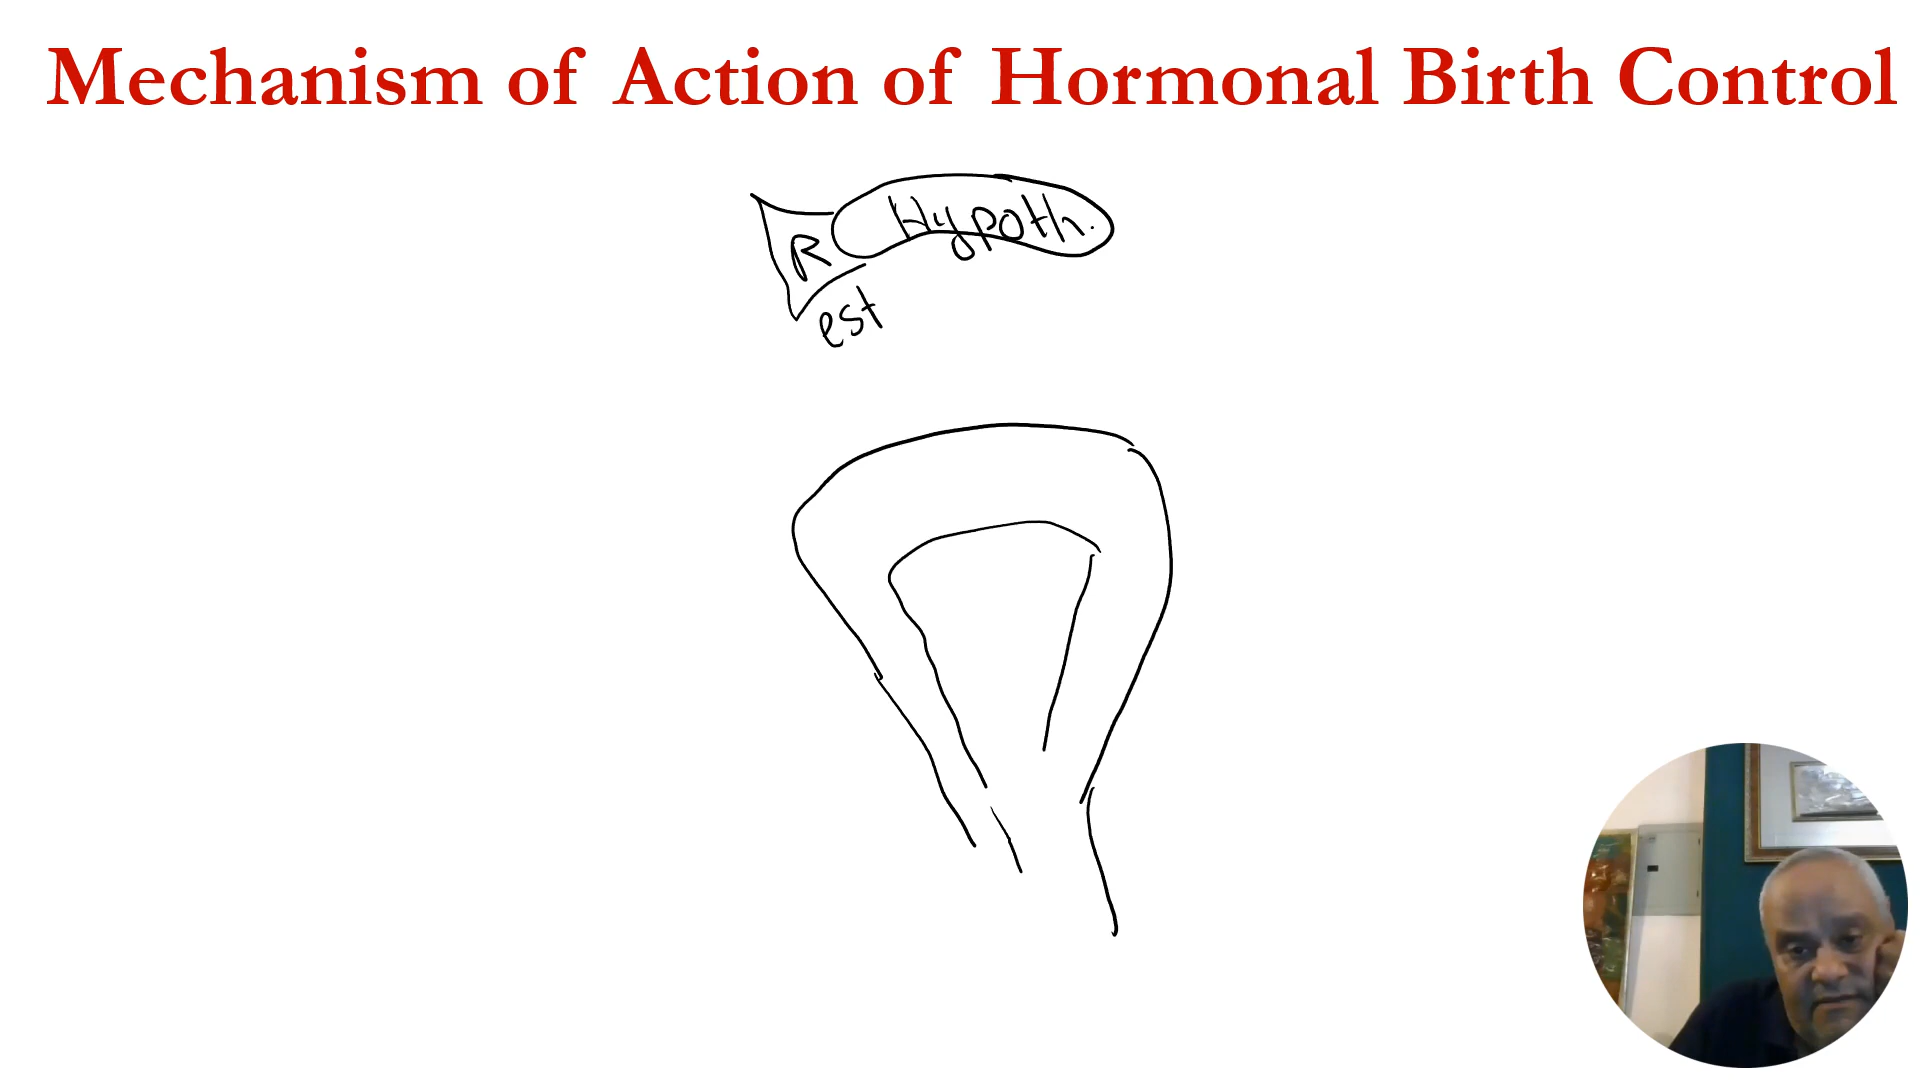 Mechanism of Action of Hormonal Birth Control
Hypoth.
R
est